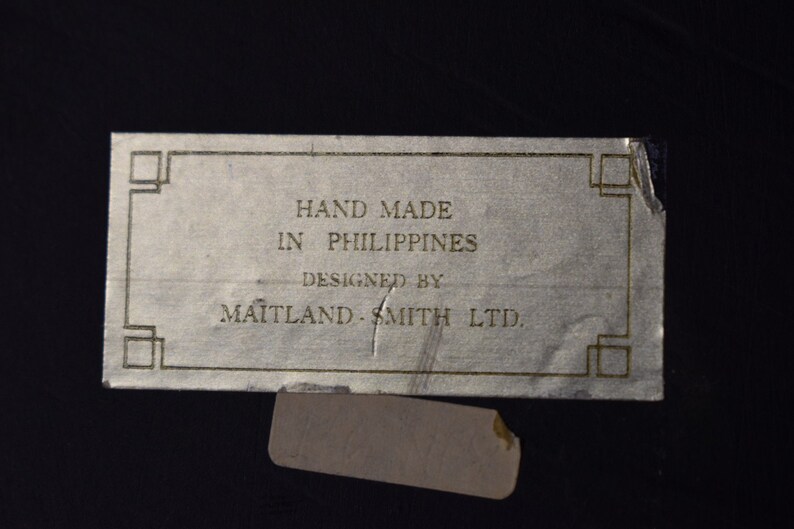 HAND MADE
IN PHILIPPINES
DESIGNED BY
MAITLAND-SMITH LTD.